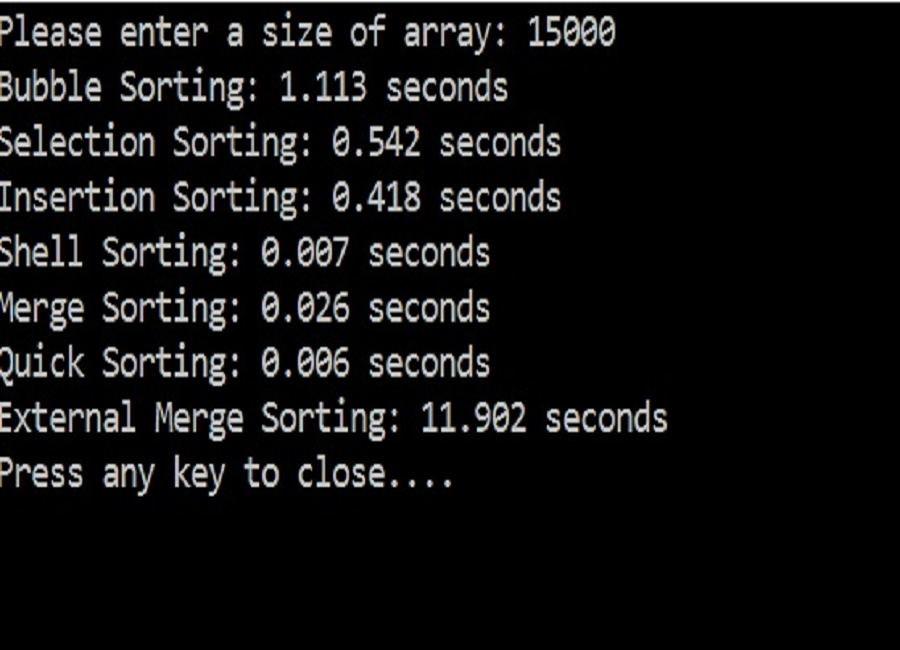 Please enter a size of array: 15000
Bubble Sorting: 1.113 seconds
Selection Sorting: 0.542 seconds
Insertion Sorting: 0.418 seconds
Shell Sorting: 0.007 seconds
Merge Sorting: 0.026 seconds
Quick Sorting: 0.006 seconds
External Merge Sorting: 11.902 seconds
Press any key to close....